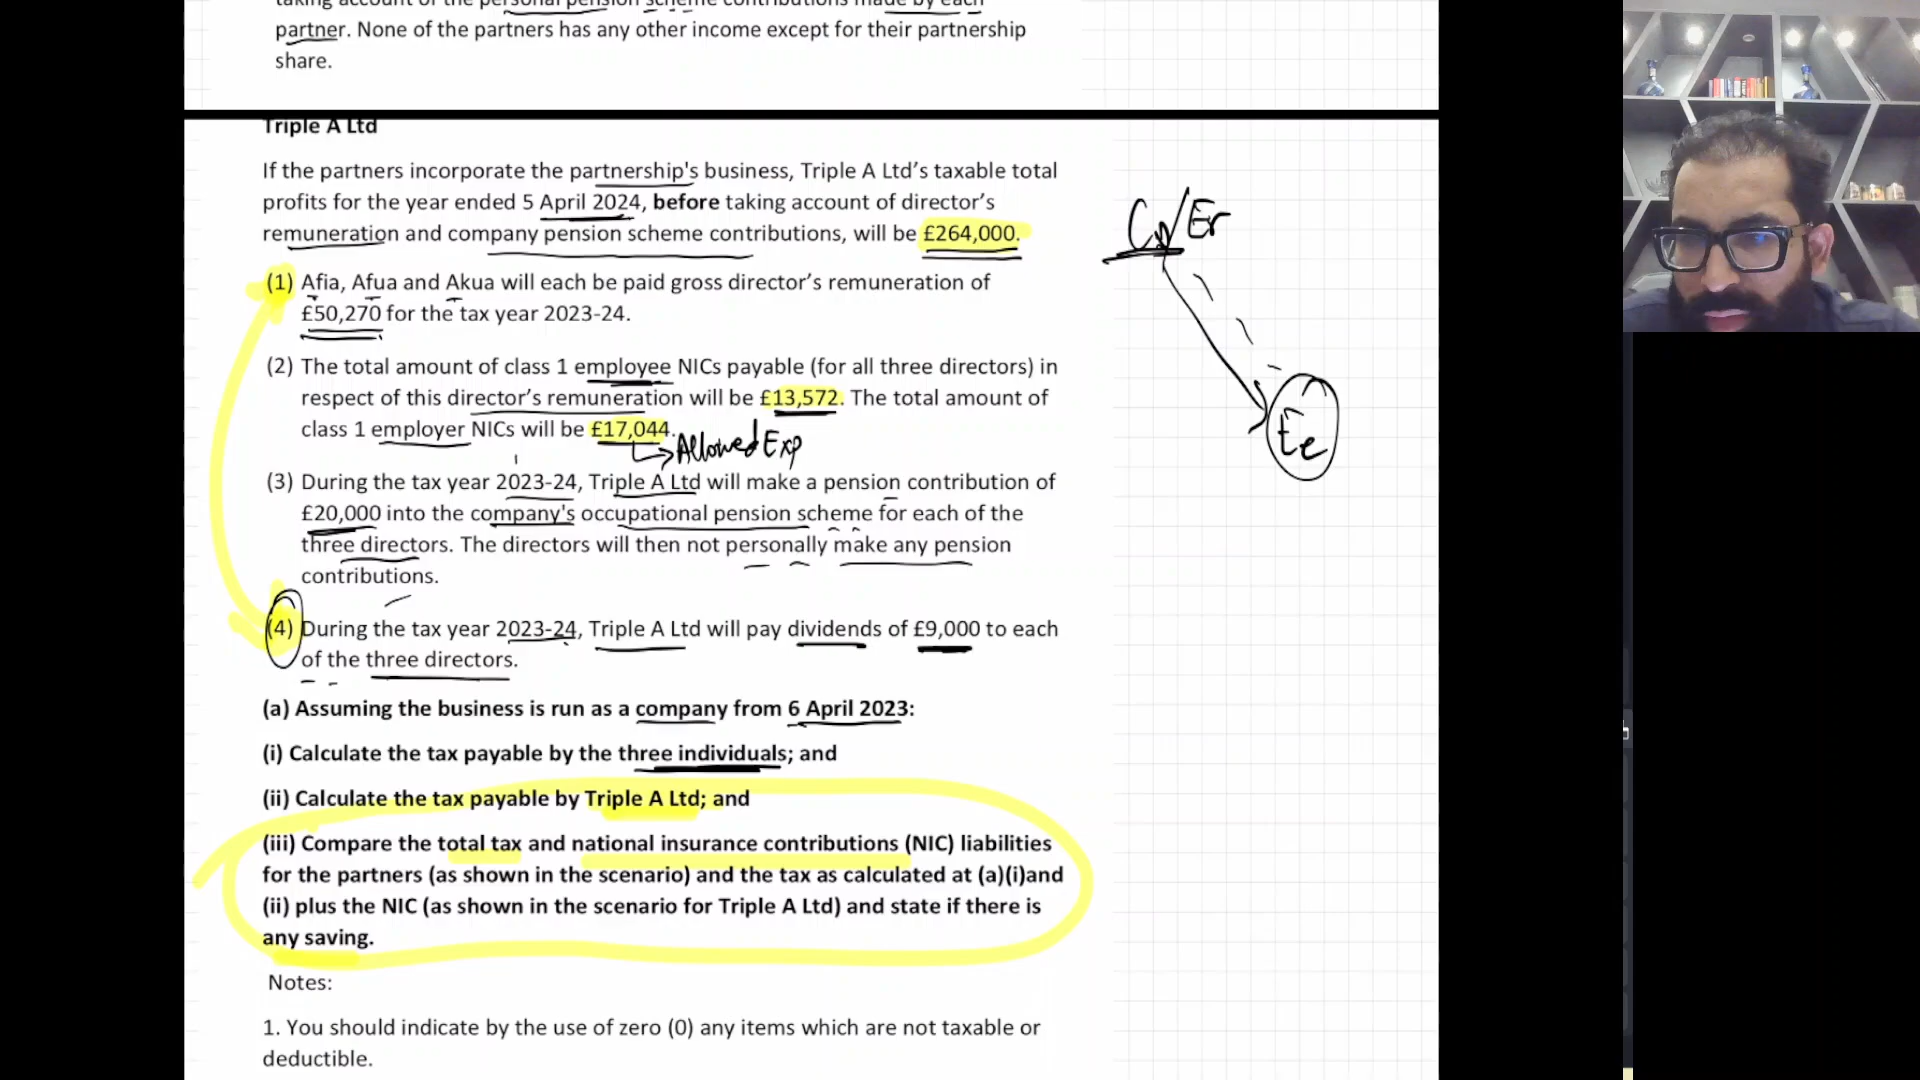 taking account of the personal pension scheme contributions made by each
partner. None of the partners has any other income except for their partnership
share.
Triple A Ltd
If the partners incorporate the partnership's business, Triple A Ltd’s taxable total
profits for the year ended 5 April 2024, before taking account of director’s
remuneration and company pension scheme contributions, will be £264,000.
(1) Afia, Afua and Akua will each be paid gross director’s remuneration of
£50,270 for the tax year 2023-24.
(2) The total amount of class 1 employee NICs payable (for all three directors) in
respect of this director’s remuneration will be £13,572. The total amount of
class 1 employer NICs will be £17,044.
Allowed Exp
(3) During the tax year 2023-24, Triple A Ltd will make a pension contribution of
£20,000 into the company's occupational pension scheme for each of the
three directors. The directors will then not personally make any pension
contributions.
(4) During the tax year 2023-24, Triple A Ltd will pay dividends of £9,000 to each
of the three directors.
(a) Assuming the business is run as a company from 6 April 2023:
(i) Calculate the tax payable by the three individuals; and
(ii) Calculate the tax payable by Triple A Ltd; and
(iii) Compare the total tax and national insurance contributions (NIC) liabilities
for the partners (as shown in the scenario) and the tax as calculated at (a)(i)and
(ii) plus the NIC (as shown in the scenario for Triple A Ltd) and state if there is
any saving.
Notes:
1. You should indicate by the use of zero (0) any items which are not taxable or
deductible.
Er
Ee